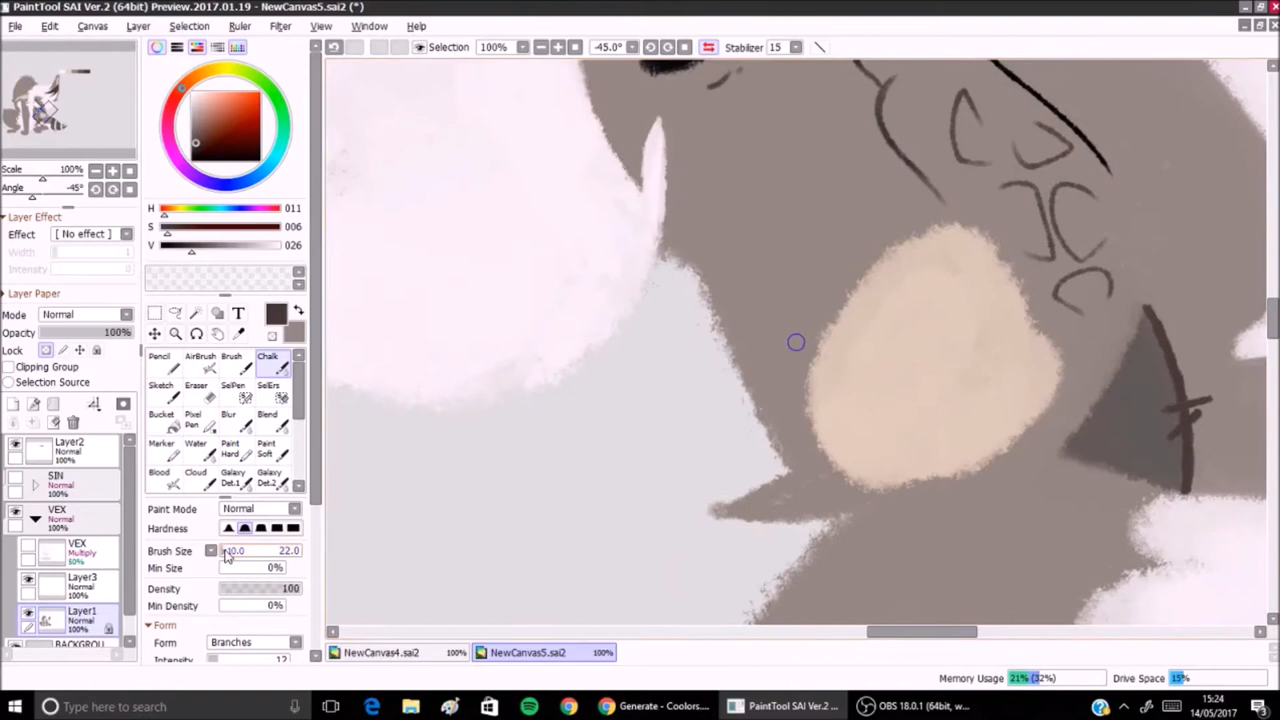 PaintTool SAI Ver.2 (64bit) Preview.2017.01.19 - NewCanvas5.sai2 (*)
File Edit Canvas Layer Selection Ruler Filter View Window Help
Selection 100% -45.0° Stabilizer 15
Scale 100%
Angle -45°
Layer Effect
Effect [ No effect ]
Width 1
Intensity 0
Layer Paper
Mode Normal
Opacity 100%
Lock
Clipping Group
Selection Source
Layer2
Normal
100%
SIN
Normal
100%
VEX
Normal
100%
VEX
Multiply
50%
Layer3
Normal
100%
Layer1
Normal
100%
BACKGROU
H 011
S 006
V 026
T
Pencil AirBrush Brush Chalk
Sketch Eraser SelPen SelErs
Bucket Pixel Pen Blur Blend
Marker Water Paint Hard Paint Soft
Blood Cloud Galaxy Det.1 Galaxy Det.2
Paint Mode Normal
Hardness
Brush Size 22.0
Min Size 0%
Density 100
Min Density 0%
Form
Form Branches
Intensity 12
NewCanvas4.sai2 100% NewCanvas5.sai2 100%
Memory Usage 21% (32%) Drive Space 15%
Type here to search
Generate - Coolors.... PaintTool SAI Ver.2 ... OBS 18.0.1 (64bit, w...
15:24
14/05/2017
3